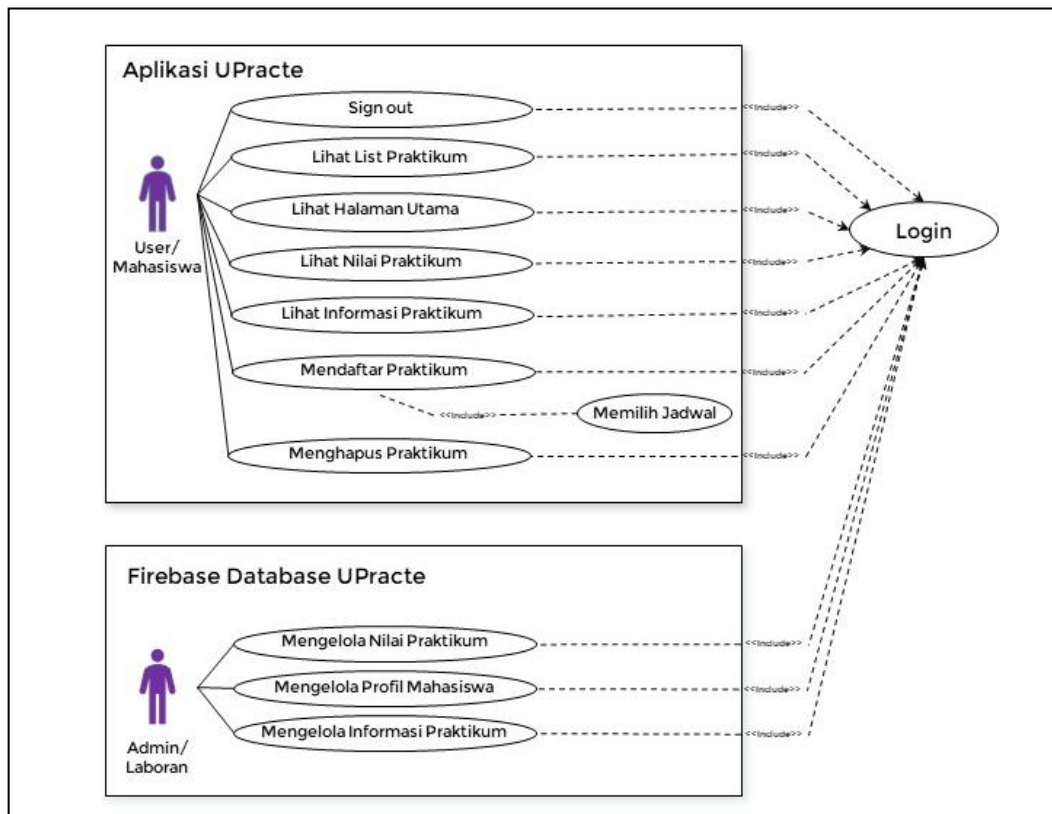 Aplikasi UPracte
Sign out
<<Include>>
Lihat List Praktikum
<<Include>>
Lihat Halaman Utama
<<Include>>
User/
Mahasiswa
Lihat Nilai Praktikum
<<Include>>
Login
Lihat Informasi Praktikum
<<Include>>
Mendaftar Praktikum
<<Include>>
<<Include>>
Memilih Jadwal
Menghapus Praktikum
<<Include>>
Firebase Database UPracte
Mengelola Nilai Praktikum
<<Include>>
Mengelola Profil Mahasiswa
<<Include>>
Mengelola Informasi Praktikum
<<Include>>
Admin/
Laboran